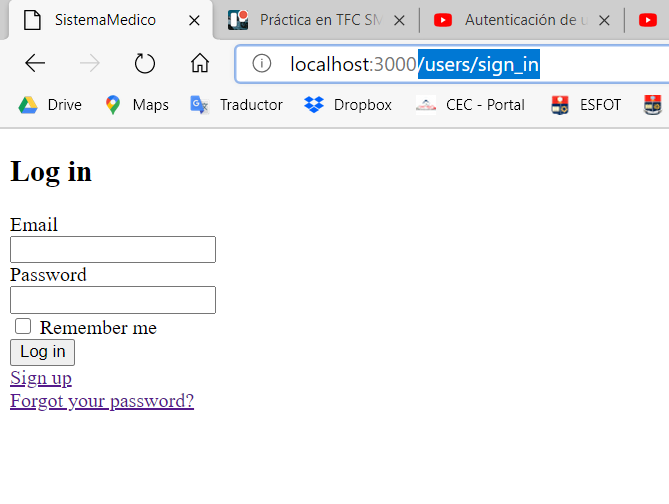 SistemaMedico
Práctica en TFC SM
Autenticación de u
localhost:3000/users/sign_in
Drive
Maps
Traductor
Dropbox
CEC - Portal
ESFOT
Log in
Email
Password
Remember me
Log in
Sign up
Forgot your password?